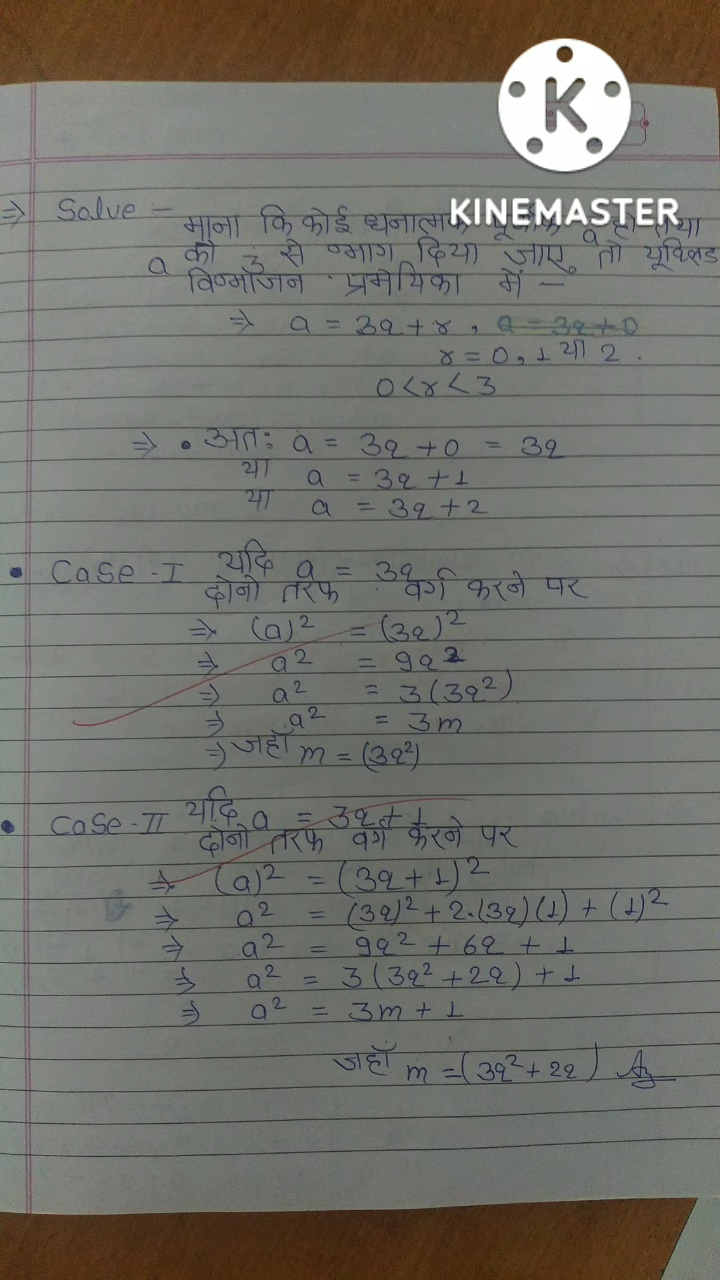 KINEMASTER
⇒ Solve –
माना कि कोई धनात्मक a हो तथा
a को 3 से भाग दिया जाए, तो यूक्लिड
विभाजन प्रमेयिका में –
⇒ a = 3q + r , a = 3q + 0
r = 0, 1 या 2 .
0 < r < 3
⇒ • अतः a = 3q + 0 = 3q
या a = 3q + 1
या a = 3q + 2
• Case - I यदि a = 3q
दोनो तरफ वर्ग करने पर
⇒ (a)² = (3q)²
⇒ a² = 9q²
⇒ a² = 3(3q²)
⇒ a² = 3m
⇒ जहाँ m = (3q²)
• Case - II यदि a = 3q + 1
दोनो तरफ वर्ग करने पर
⇒ (a)² = (3q + 1)²
⇒ a² = (3q)² + 2.(3q)(1) + (1)²
⇒ a² = 9q² + 6q + 1
⇒ a² = 3(3q² + 2q) + 1
⇒ a² = 3m + 1
जहाँ m = (3q² + 2q)